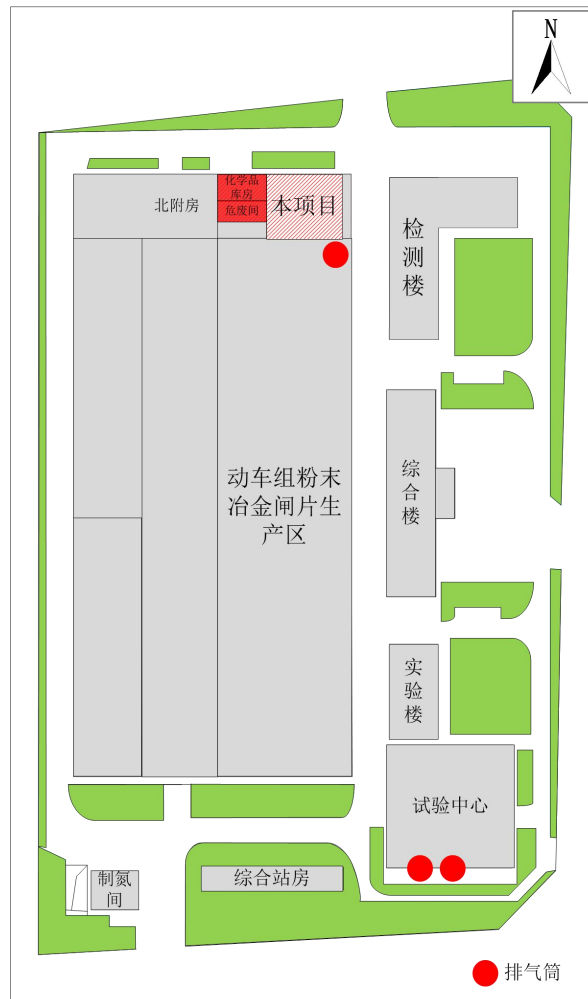 N
化学品
库房
危废间
北附房
本项目
检
测
楼
综
合
楼
动车组粉末
冶金闸片生
产区
实
验
楼
试验中心
制氮
间
综合站房
排气筒